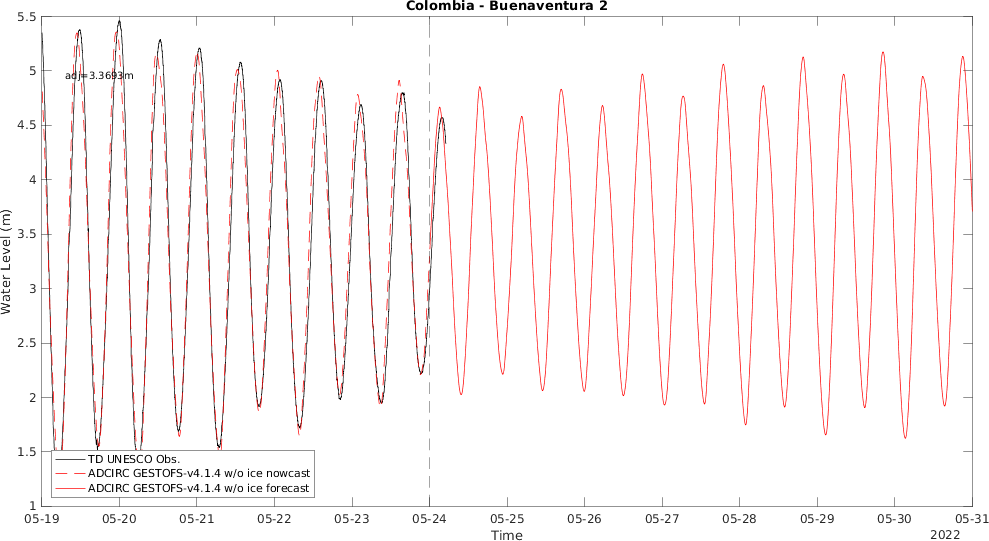 Colombia - Buenaventura 2
5.5
5
4.5
4
3.5
3
2.5
2
1.5
1
Water Level (m)
adj=3.3693m
TD UNESCO Obs.
ADCIRC GESTOFS-v4.1.4 w/o ice nowcast
ADCIRC GESTOFS-v4.1.4 w/o ice forecast
05-19 05-20 05-21 05-22 05-23 05-24 05-25 05-26 05-27 05-28 05-29 05-30 05-31
Time
2022